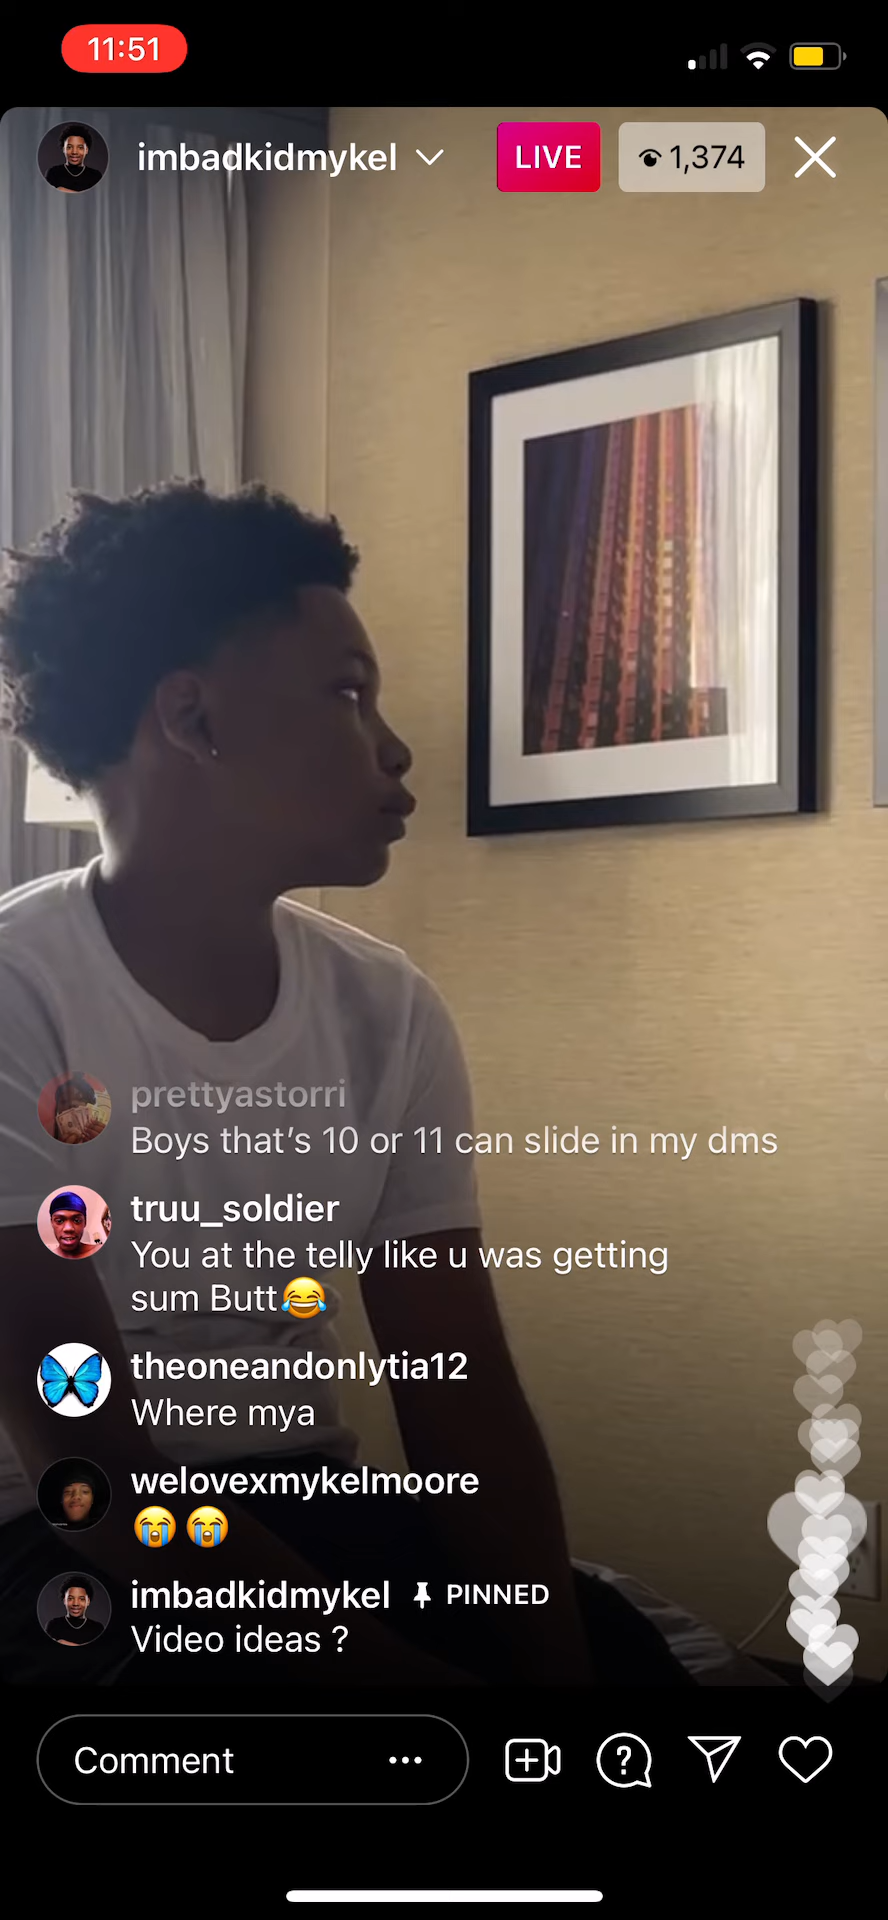 11:51
imbadkidmykel
LIVE
1,374
prettyastorri
Boys that's 10 or 11 can slide in my dms
truu_soldier
You at the telly like u was getting
sum Butt😂
theoneandonlytia12
Where mya
welovexmykelmoore
😭😭
imbadkidmykel PINNED
Video ideas ?
Comment